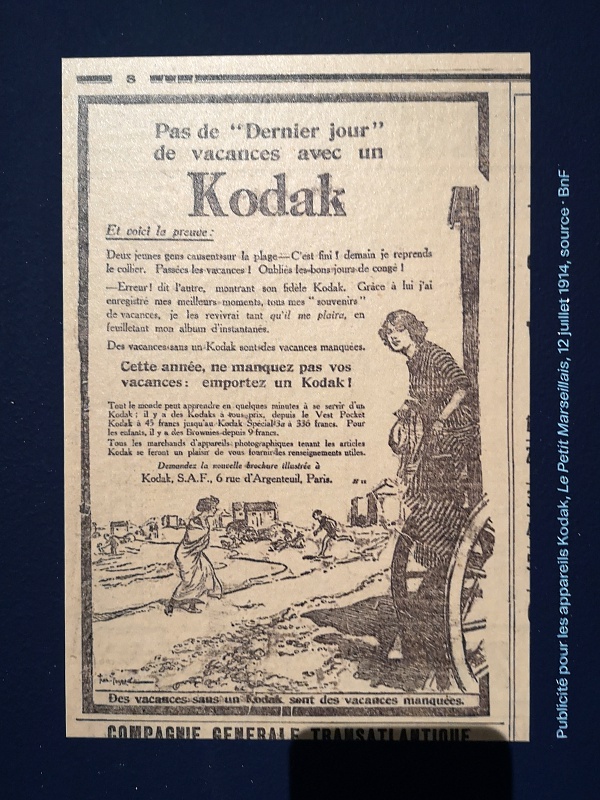 8
Pas de "Dernier jour"
de vacances avec un
Kodak
Et voici la preuve :
Deux jeunes gens causent sur la plage—C'est fini ! demain je reprends
le collier. Passées les vacances ! Oubliés les bons jours de congé !
—Erreur! dit l'autre, montrant son fidèle Kodak. Grâce à lui j'ai
enregistré mes meilleurs moments, tous mes "souvenirs"
de vacances, je les revivrai tant qu'il me plaira, en
feuilletant mon album d'instantanés.
Des vacances sans un Kodak sont des vacances manquées.
Cette année, ne manquez pas vos
vacances : emportez un Kodak !
Tout le monde peut apprendre en quelques minutes à se servir d'un
Kodak : il y a des Kodaks à tous prix, depuis le Vest Pocket
Kodak à 45 francs jusqu'au Kodak Spécial 3a à 336 francs. Pour
les enfants, il y a des Brownies depuis 9 francs.
Tous les marchands d'appareils photographiques tenant les articles
Kodak se feront un plaisir de vous fournir les renseignements utiles.
Demandez la nouvelle brochure illustrée à
Kodak, S.A.F., 6 rue d'Argenteuil, Paris.
Des vacances sans un Kodak sont des vacances manquées.
COMPAGNIE GENERALE TRANSATLANTIQUE
Publicité pour les appareils Kodak, Le Petit Marseillais, 12 juillet 1914, source · BnF